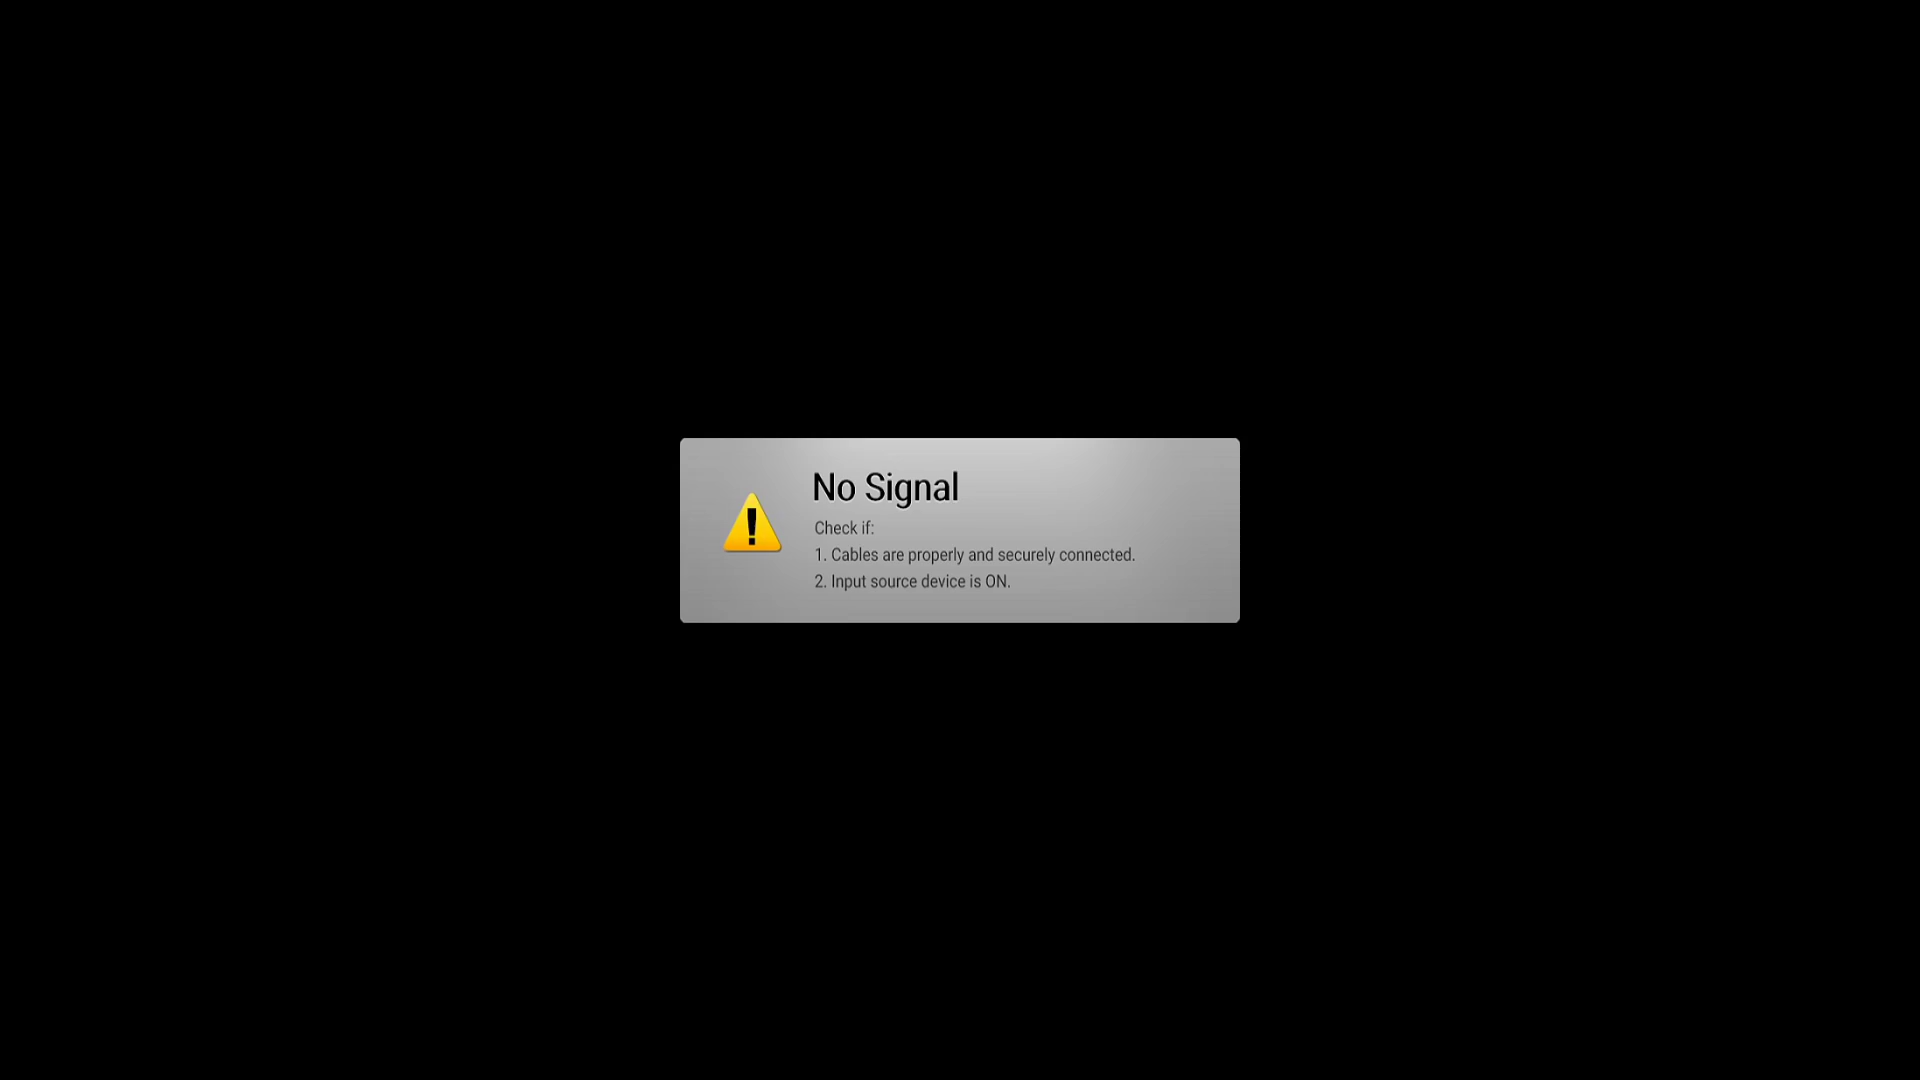 No Signal
Check if:
1. Cables are properly and securely connected.
2. Input source device is ON.